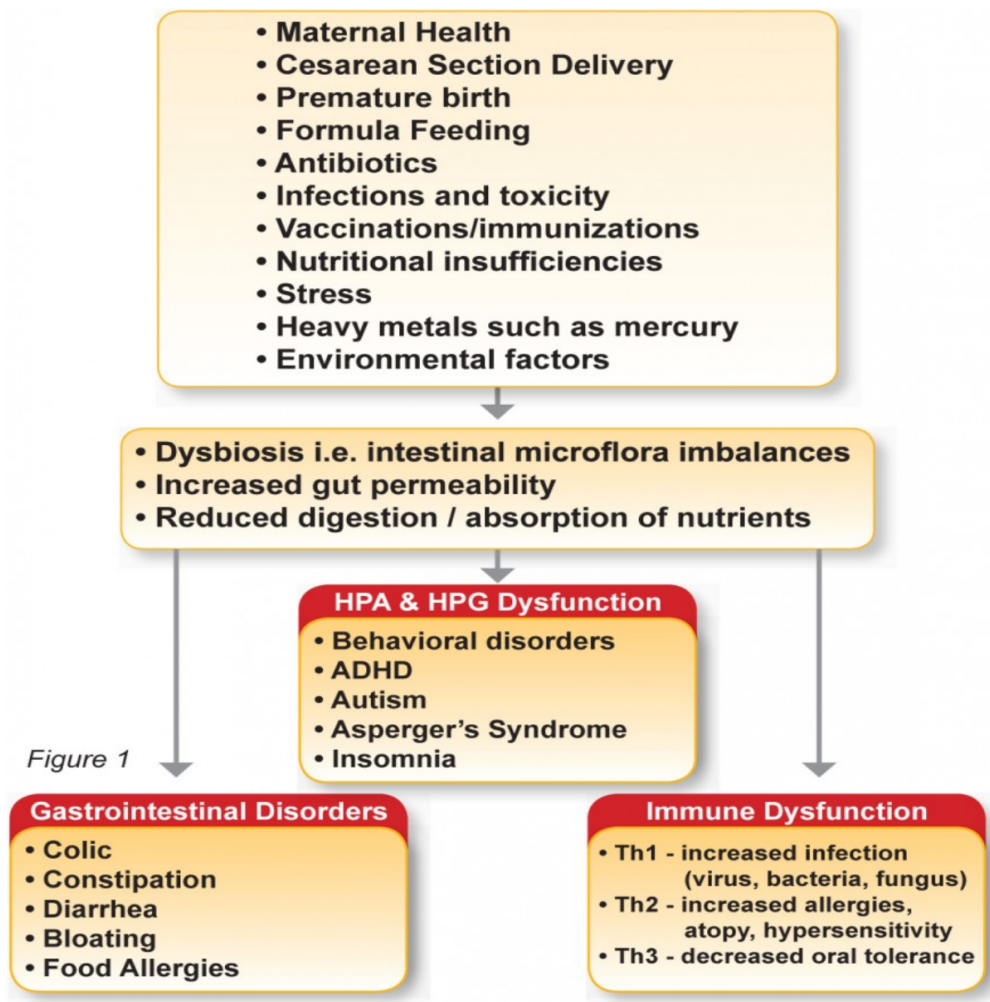 • Maternal Health
• Cesarean Section Delivery
• Premature birth
• Formula Feeding
• Antibiotics
• Infections and toxicity
• Vaccinations/immunizations
• Nutritional insufficiencies
• Stress
• Heavy metals such as mercury
• Environmental factors
• Dysbiosis i.e. intestinal microflora imbalances
• Increased gut permeability
• Reduced digestion / absorption of nutrients
HPA & HPG Dysfunction
• Behavioral disorders
• ADHD
• Autism
• Asperger's Syndrome
• Insomnia
Figure 1
Gastrointestinal Disorders
• Colic
• Constipation
• Diarrhea
• Bloating
• Food Allergies
Immune Dysfunction
• Th1 - increased infection
(virus, bacteria, fungus)
• Th2 - increased allergies,
atopy, hypersensitivity
• Th3 - decreased oral tolerance